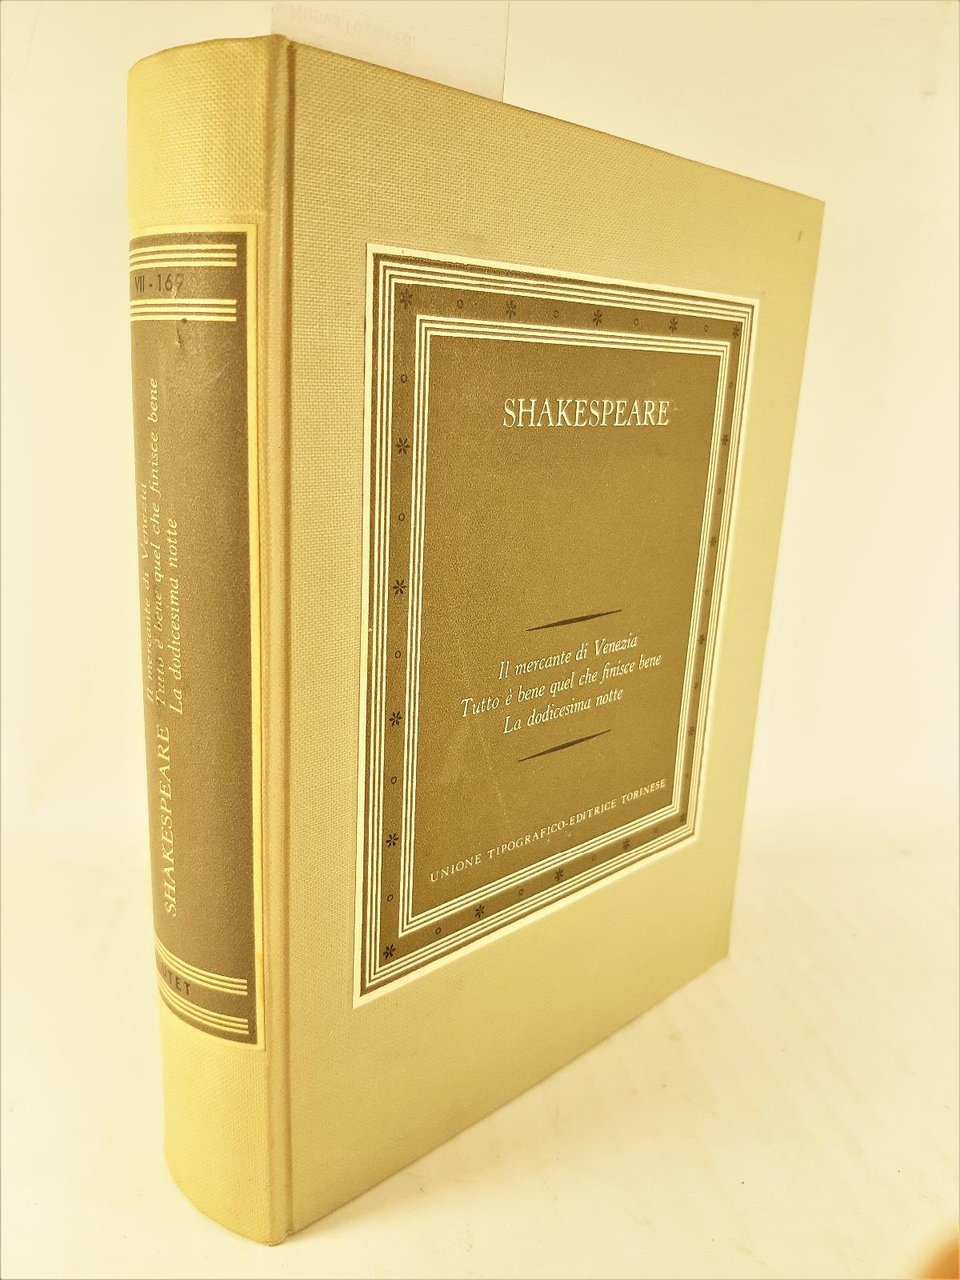 VII - 169
SHAKESPEARE
Il mercante di Venezia
Tutto è bene quel che finisce bene
La dodicesima notte
UTET
SHAKESPEARE
Il mercante di Venezia
Tutto è bene quel che finisce bene
La dodicesima notte
UNIONE TIPOGRAFICO-EDITRICE TORINESE